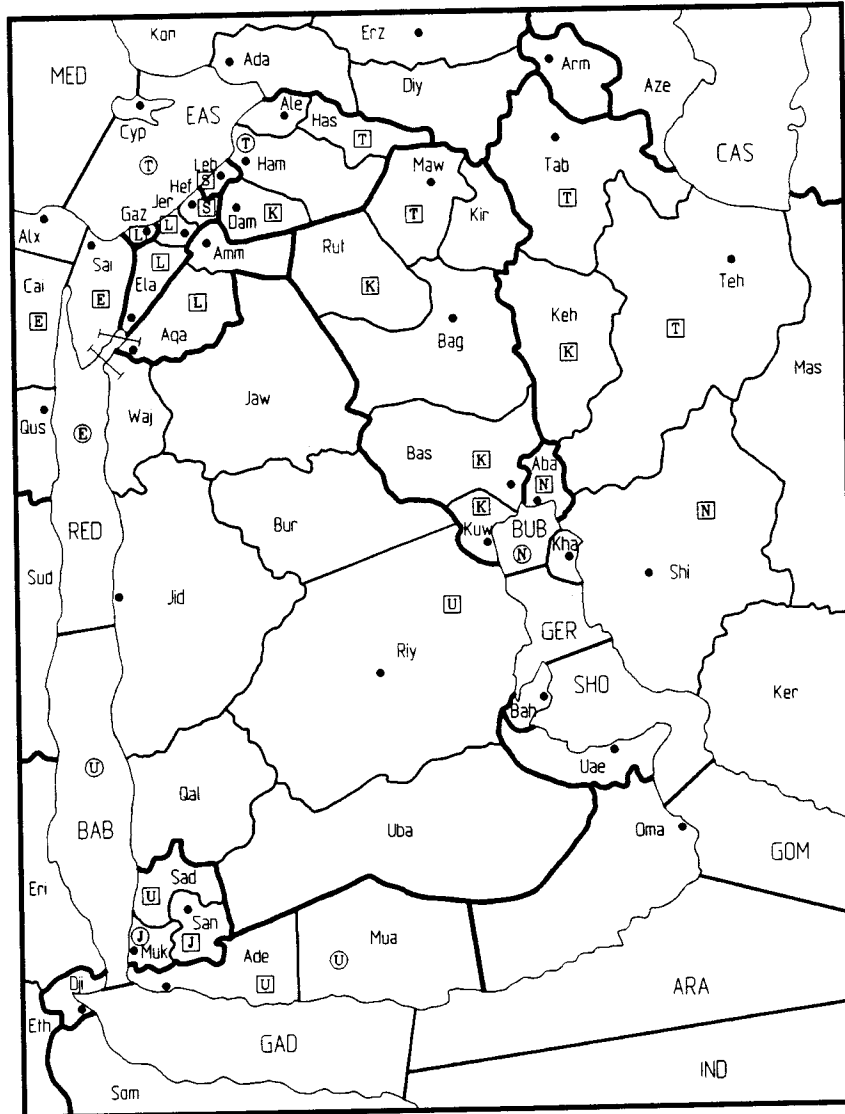 Kon
Erz
Ada
Arm
MED
Diy
Aze
Ale
EAS
Has
Cyp
T
CAS
T
T
Ham
Maw
Tab
Leb
S
Hef
T
T
Jer
S
Dam
K
Kir
Gaz
L
L
Alx
Amm
Rut
Sai
L
Teh
Cai
Ela
K
Keh
E
E
L
T
Aqa
Bag
K
Mas
Waj
Jaw
Qus
E
Bas
K
Aba
N
K
N
RED
Bur
Kuw
BUB
Kha
N
Sud
Shi
Jid
U
GER
Riy
SHO
Ker
Bah
U
Uae
Qal
BAB
Uba
Oma
GOM
Sad
Eri
U
San
J
J
Muk
Ade
Mua
U
U
Dji
ARA
Eth
GAD
IND
Som